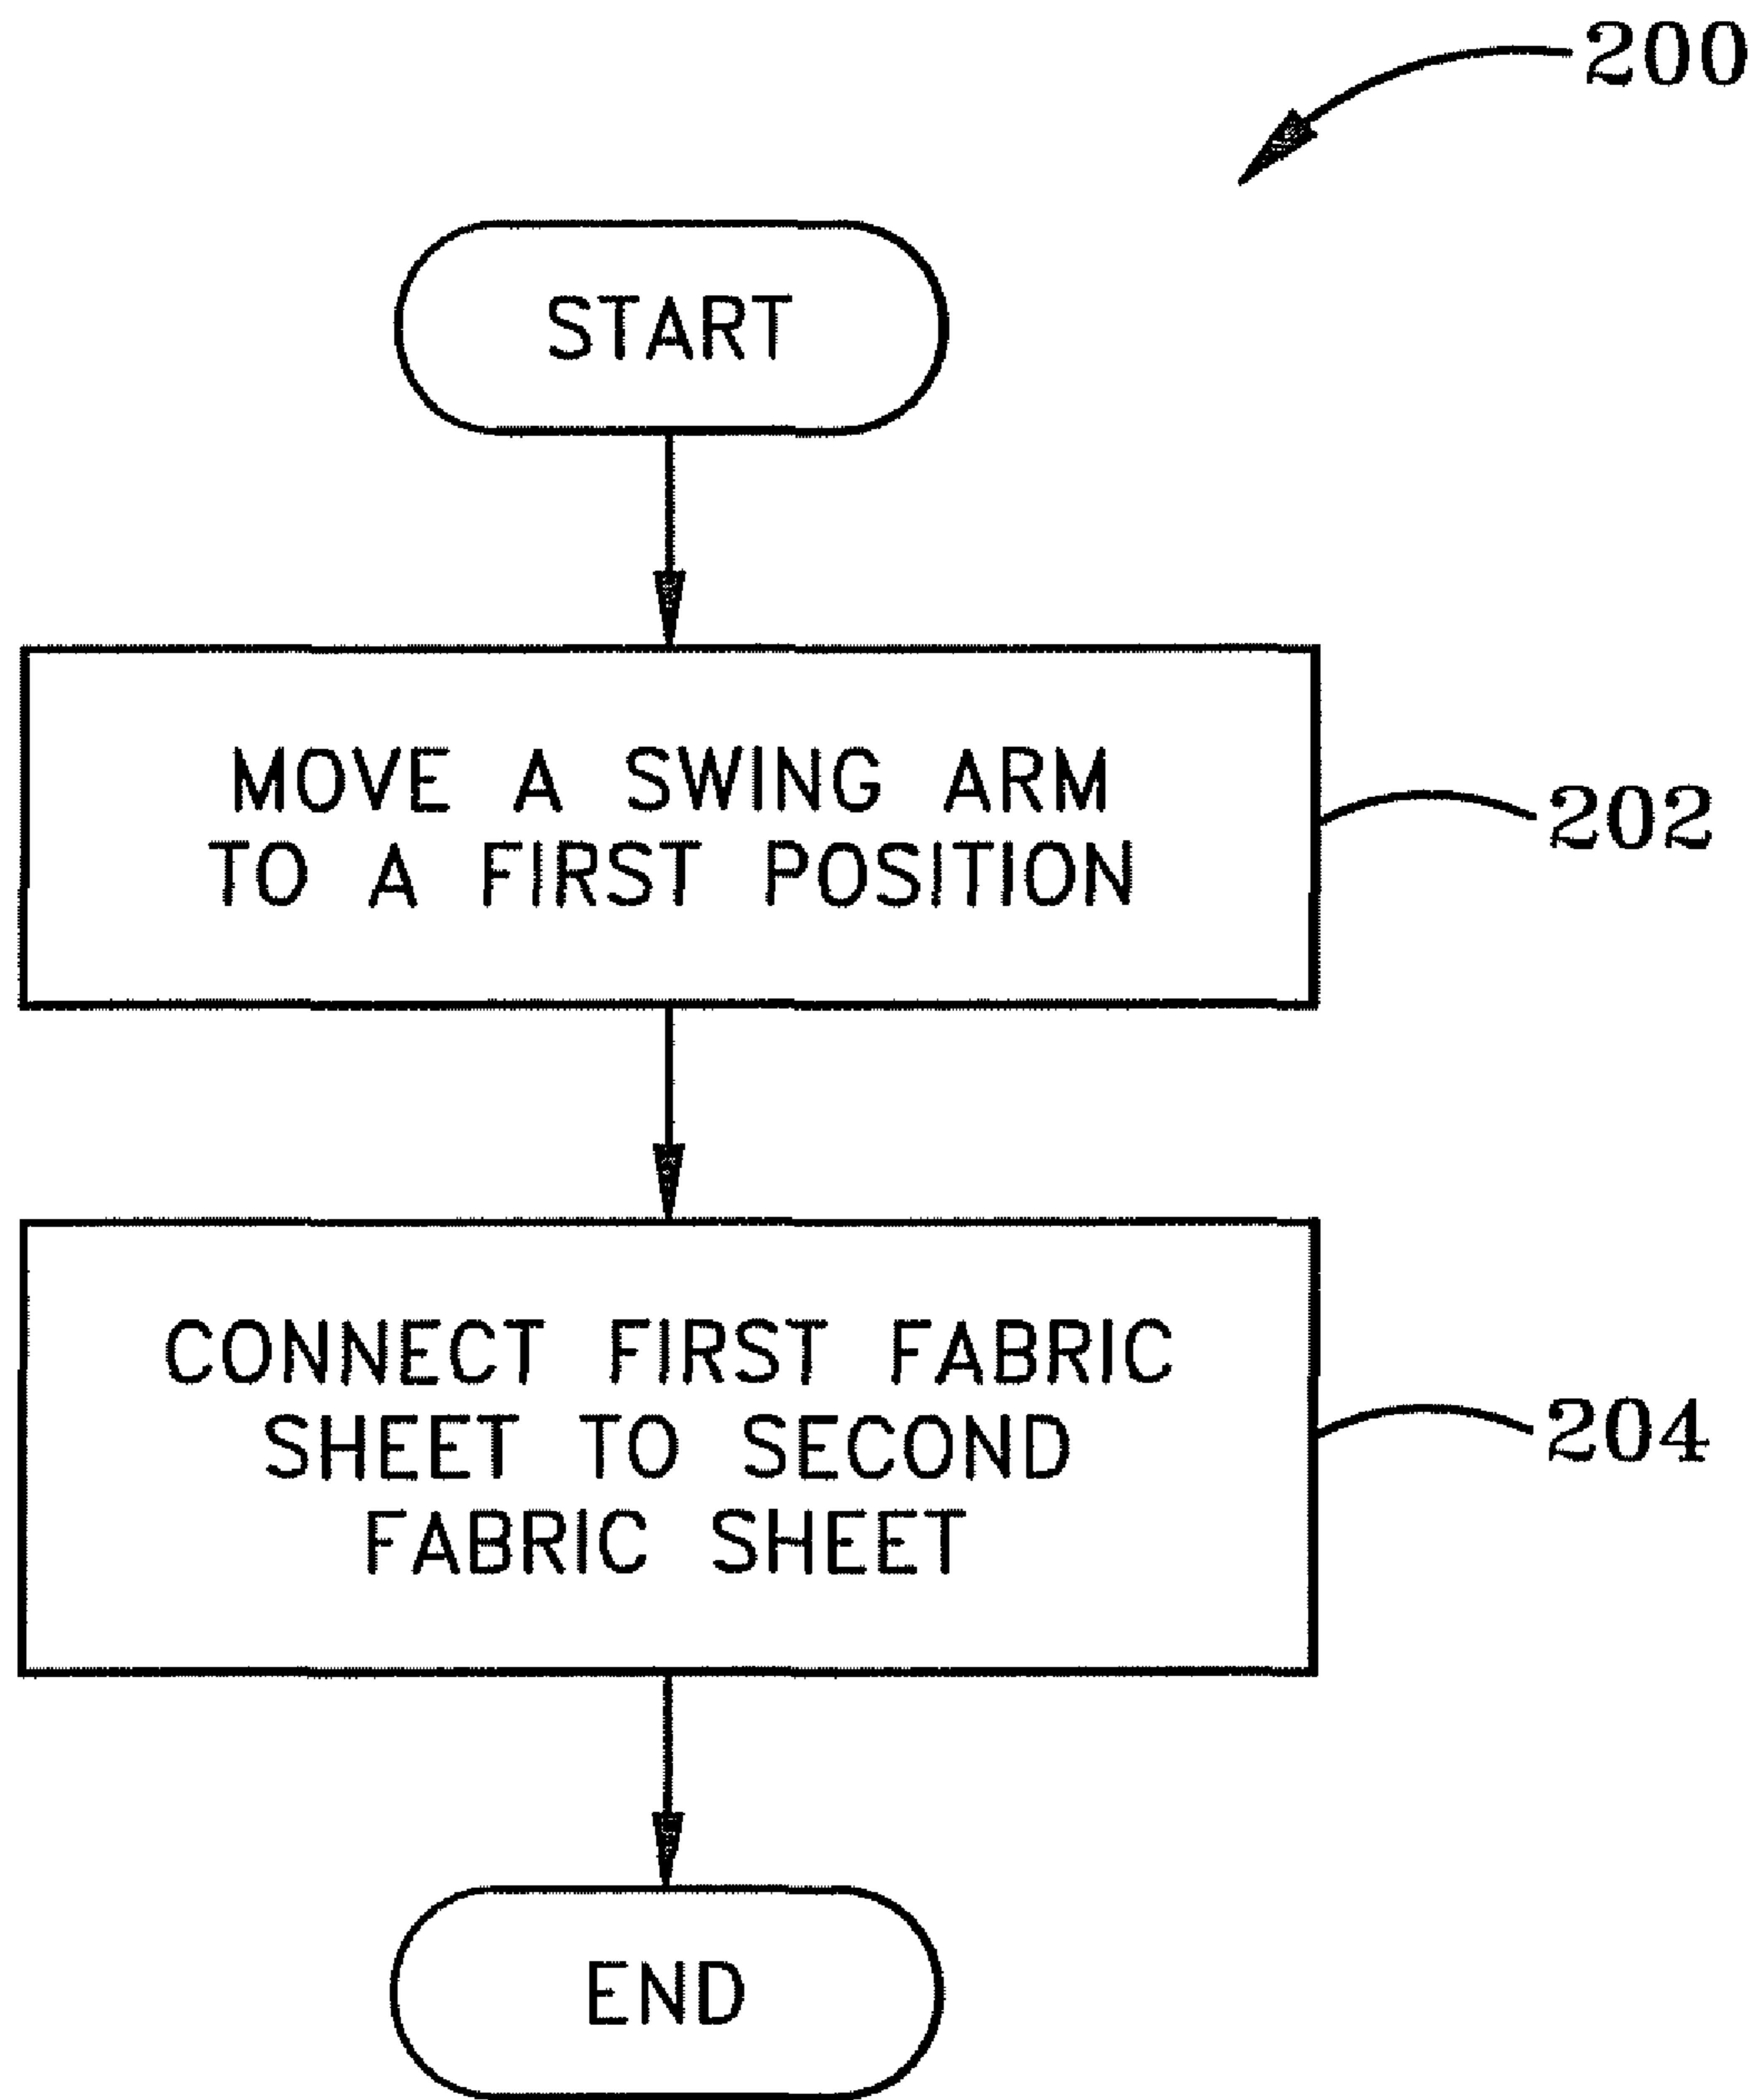 200
START
MOVE A SWING ARM
TO A FIRST POSITION
202
CONNECT FIRST FABRIC
SHEET TO SECOND
FABRIC SHEET
204
END